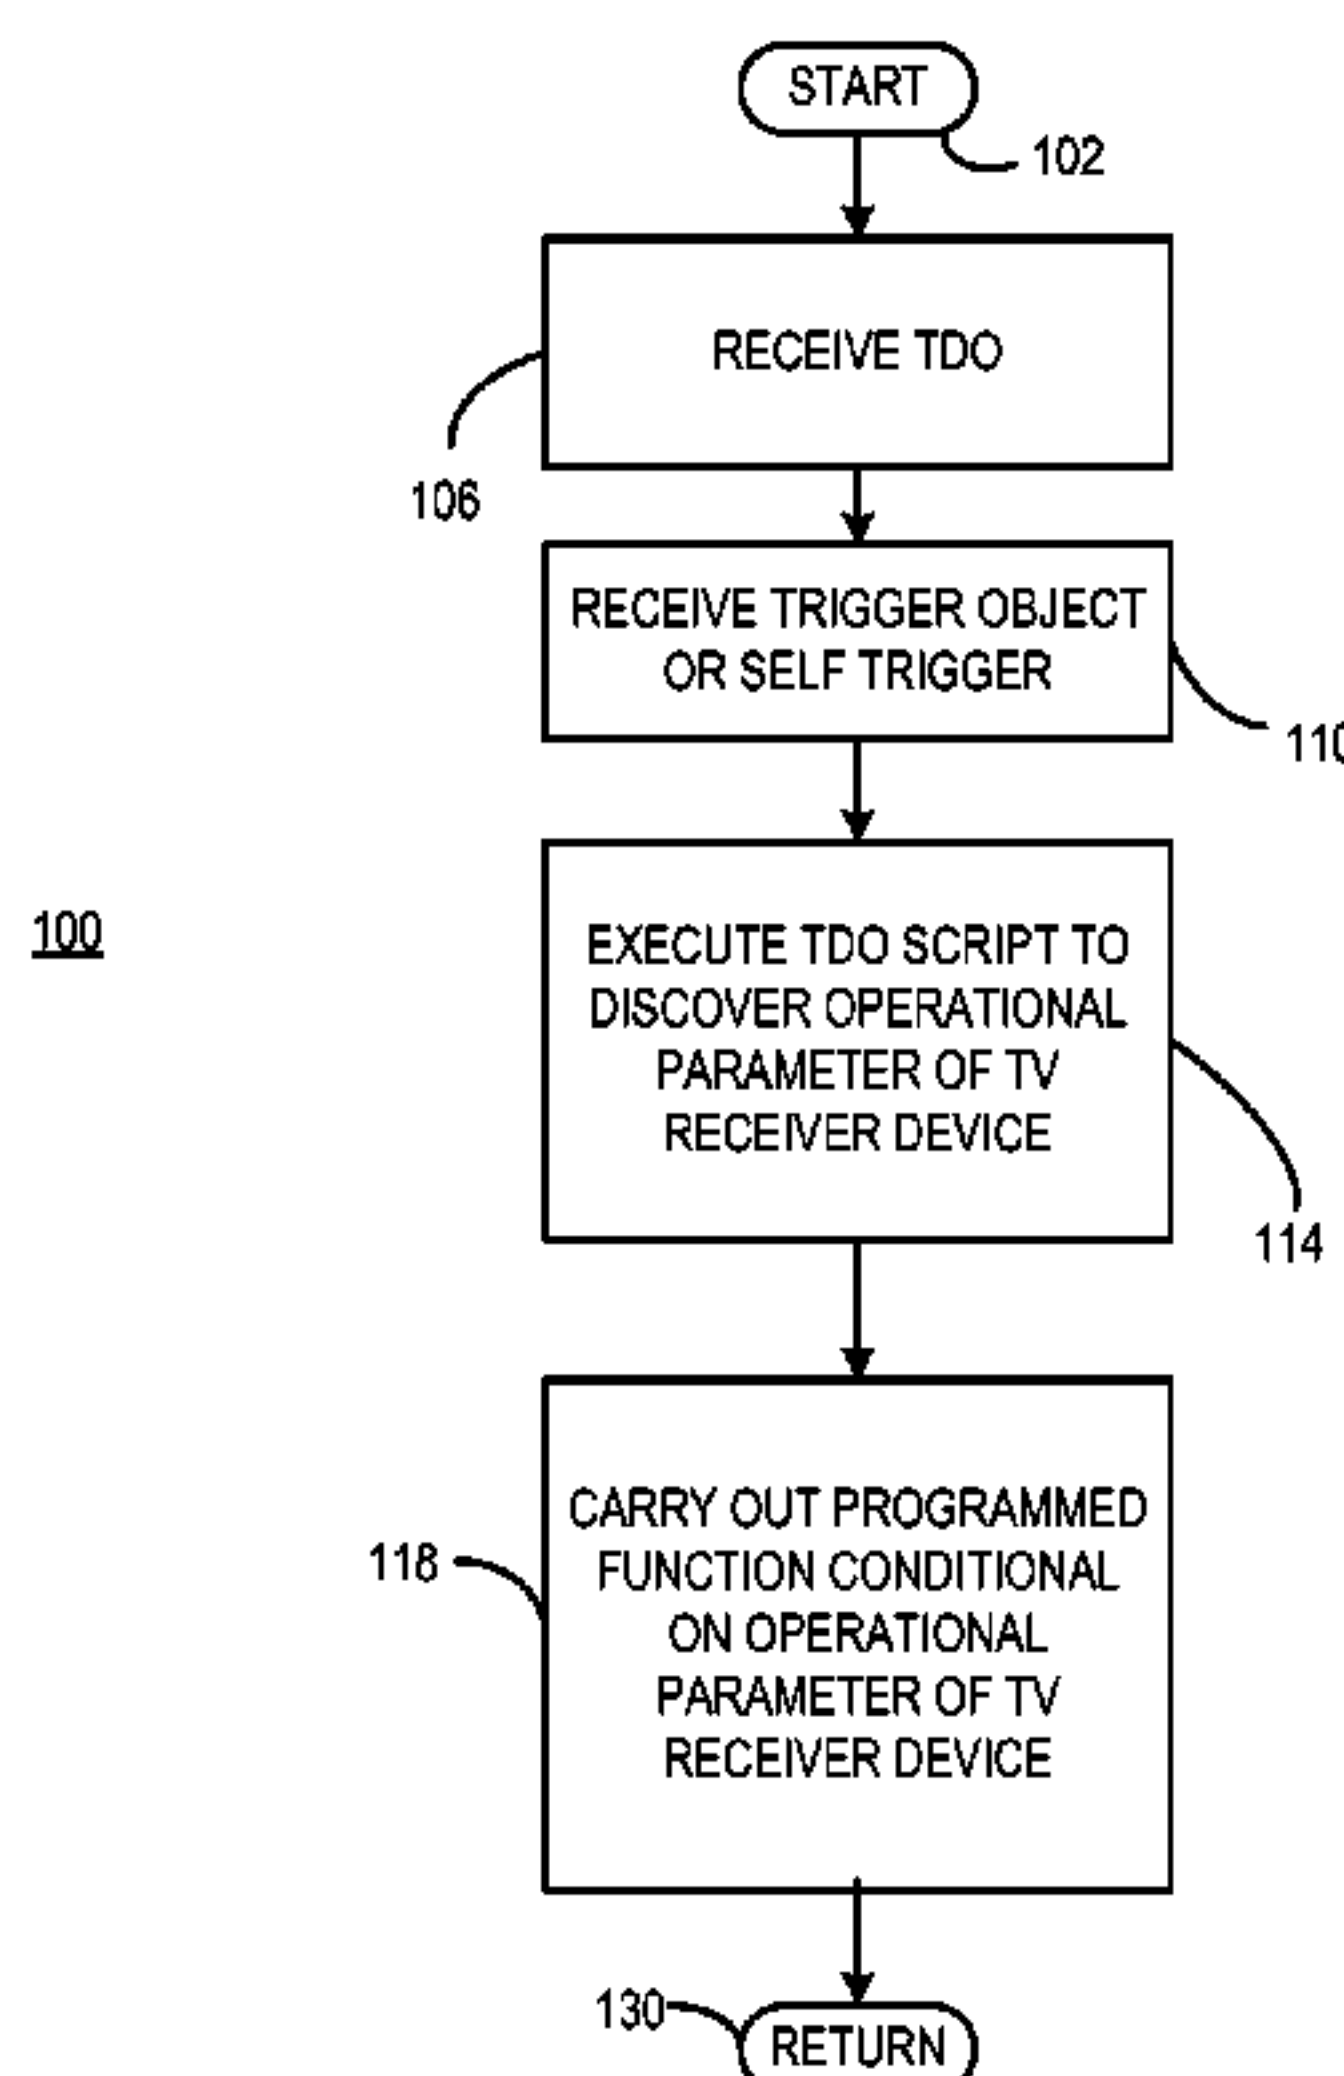 START
102
RECEIVE TDO
106
RECEIVE TRIGGER OBJECT
OR SELF TRIGGER
110
100
EXECUTE TDO SCRIPT TO
DISCOVER OPERATIONAL
PARAMETER OF TV
RECEIVER DEVICE
114
CARRY OUT PROGRAMMED
FUNCTION CONDITIONAL
ON OPERATIONAL
PARAMETER OF TV
RECEIVER DEVICE
118
130
RETURN